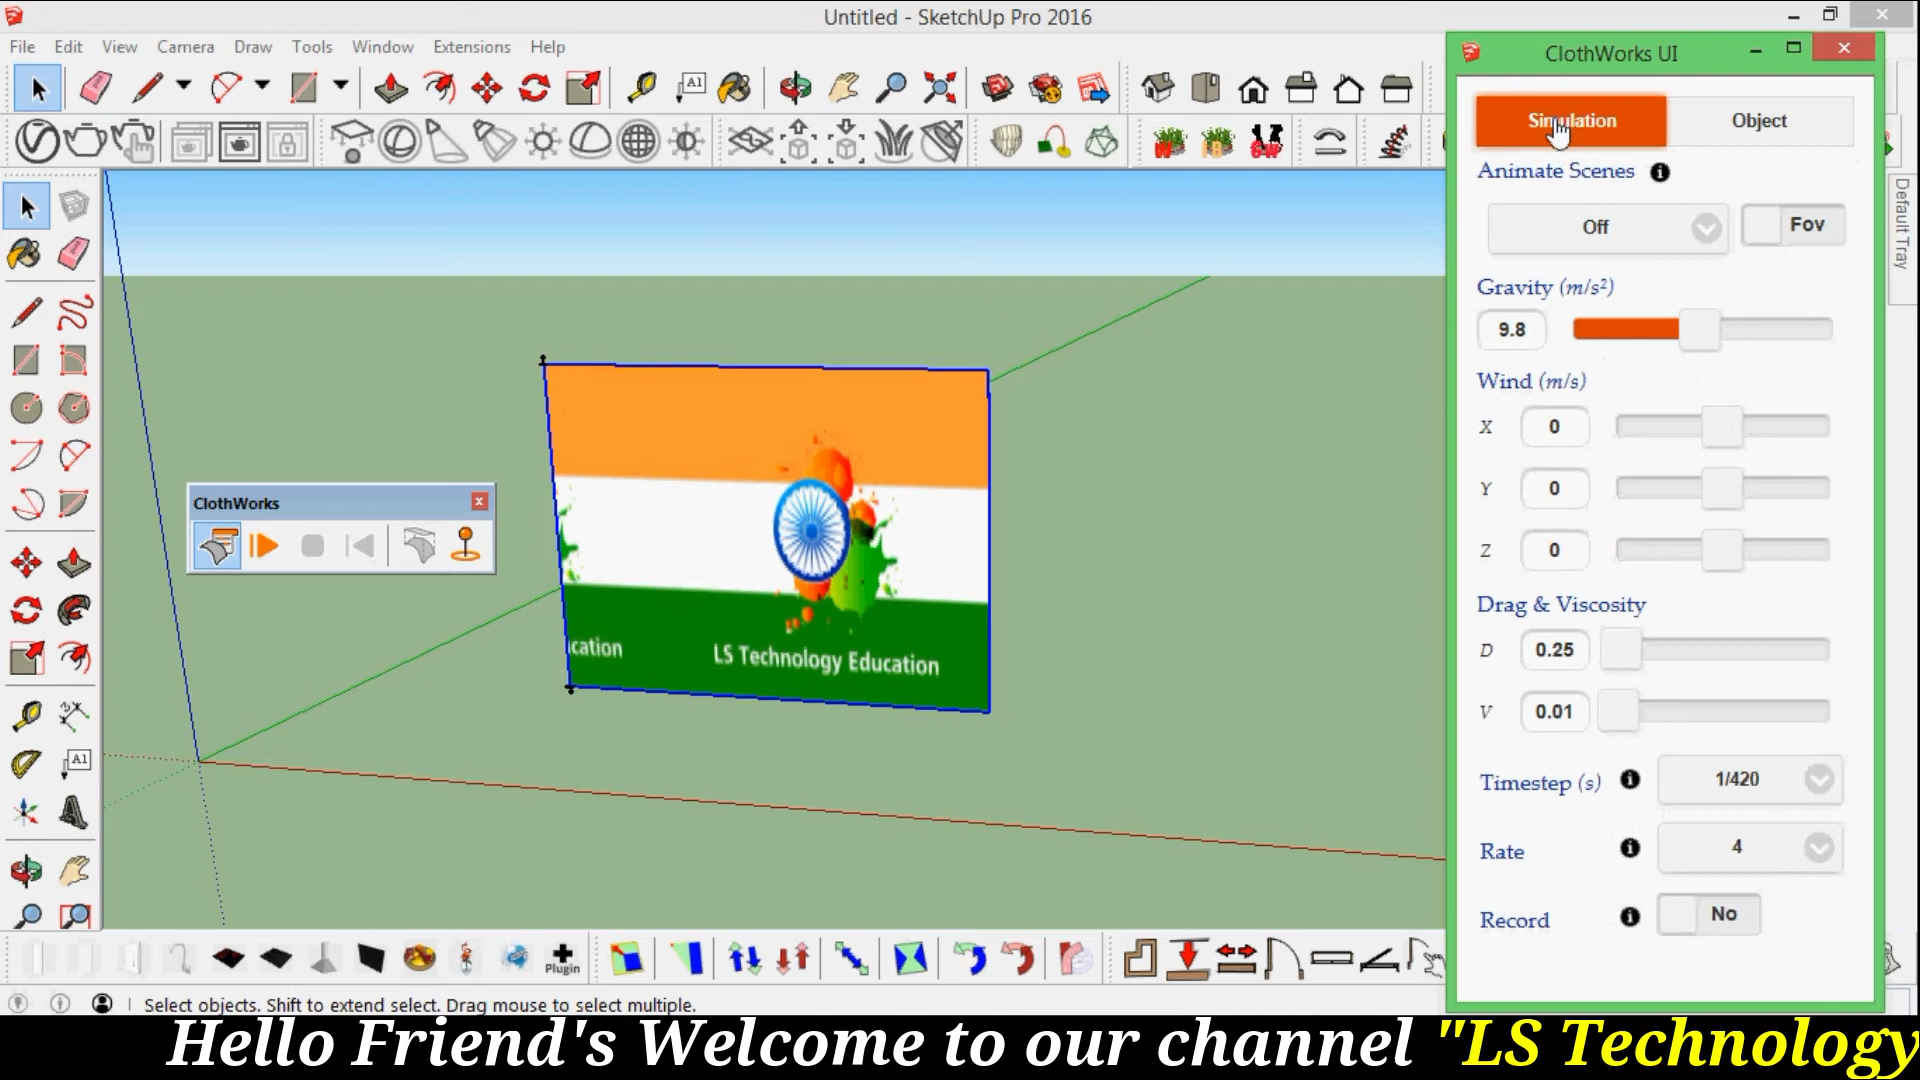 Untitled - SketchUp Pro 2016
File Edit View Camera Draw Tools Window Extensions Help
A1
ClothWorks UI
Simulation Object
Animate Scenes
Off Fov
Gravity (m/s²)
9.8
Wind (m/s)
X 0
Y 0
Z 0
Drag & Viscosity
D 0.25
V 0.01
Timestep (s) 1/420
Rate 4
Record No
Default Tray
ClothWorks
ication
LS Technology Education
A1
Plugin
Select objects. Shift to extend select. Drag mouse to select multiple.
Hello Friend's Welcome to our channel "LS Technology